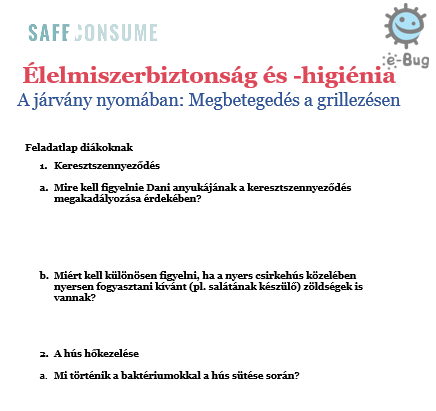 SAFECONSUME
e-Bug
Élelmiszerbiztonság és -higiénia
A járvány nyomában: Megbetegedés a grillezésen
Feladatlap diákoknak
1. Keresztszennyeződés
a. Mire kell figyelnie Dani anyukájának a keresztszennyeződés
megakadályozása érdekében?
b. Miért kell különösen figyelni, ha a nyers csirkehús közelében
nyersen fogyasztani kívánt (pl. salátának készülő) zöldségek is
vannak?
2. A hús hőkezelése
a. Mi történik a baktériumokkal a hús sütése során?